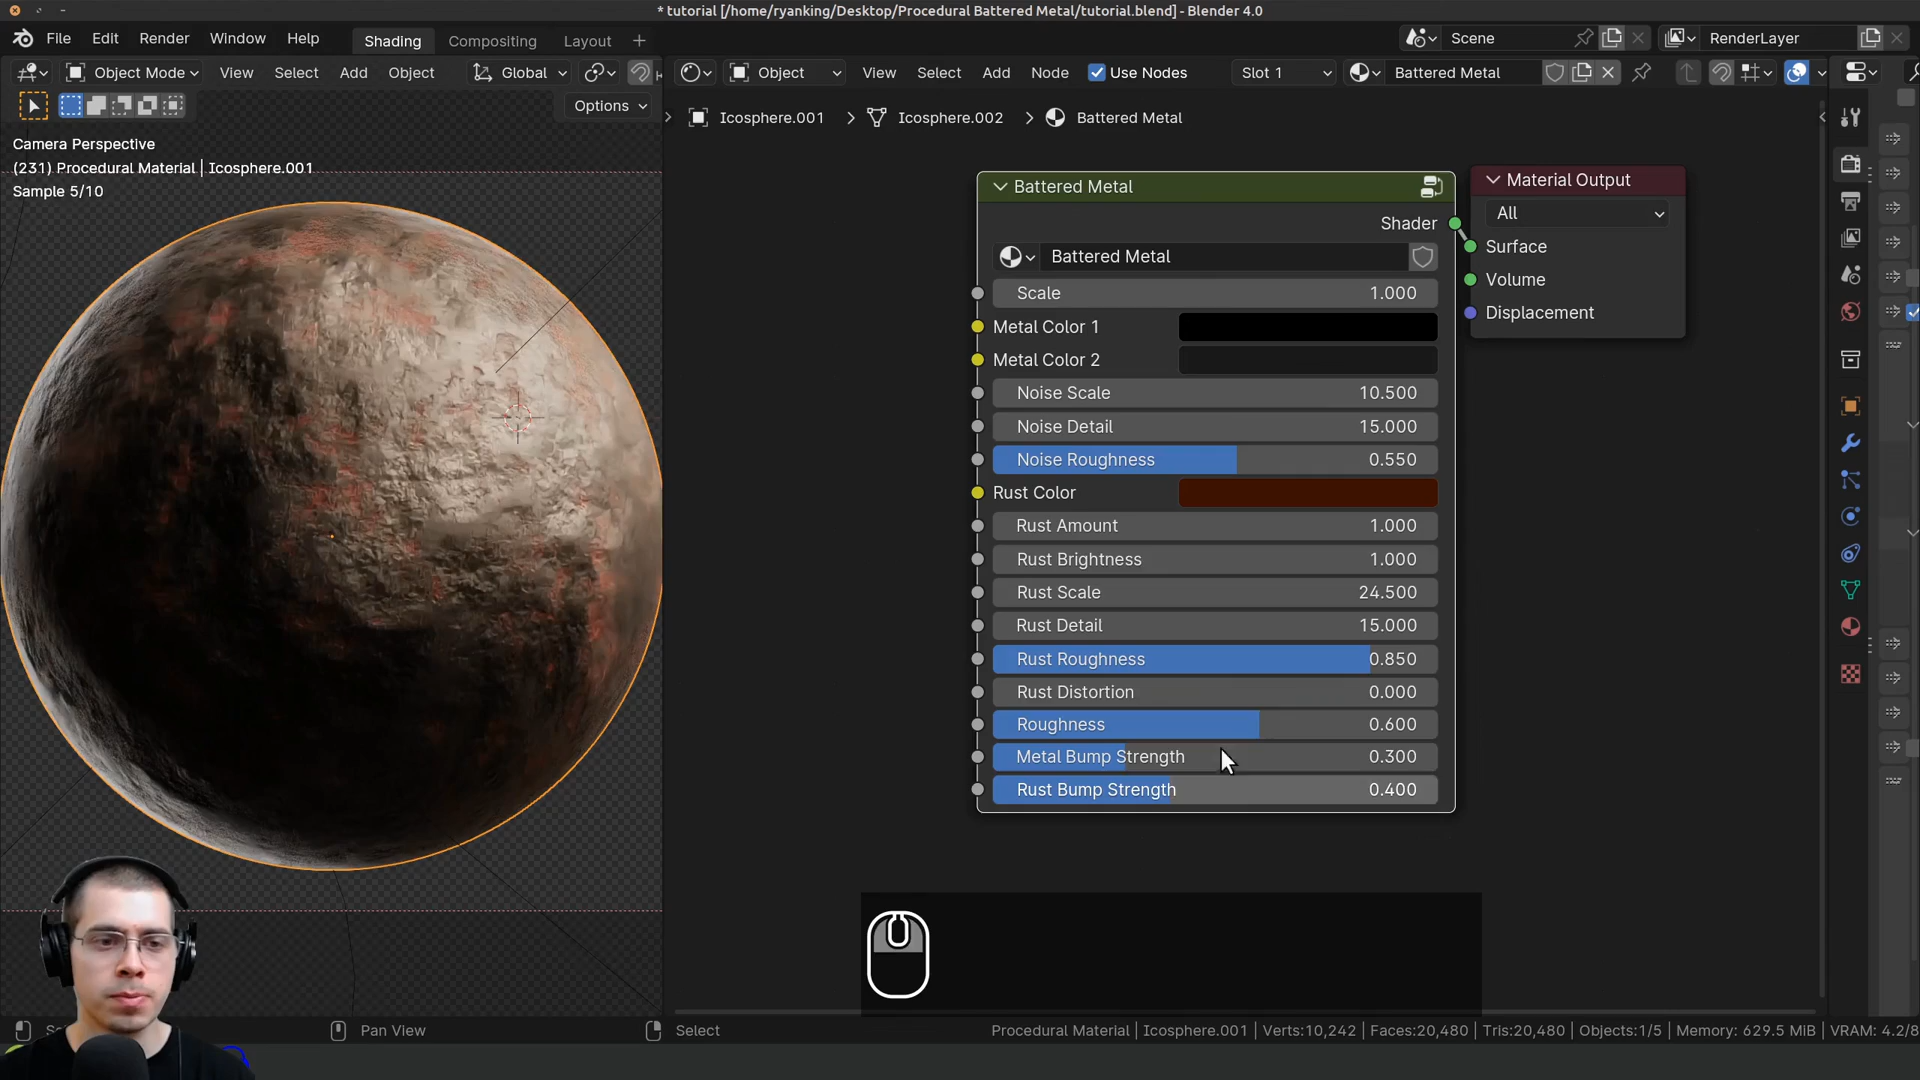 * tutorial [/home/ryanking/Desktop/Procedural Battered Metal/tutorial.blend] - Blender 4.0
File Edit Render Window Help Shading Compositing Layout Scene RenderLayer
Object Mode View Select Add Object Global Object View Select Add Node Use Nodes Slot 1 Battered Metal
Options
Icosphere.001 Icosphere.002 Battered Metal
Camera Perspective
(231) Procedural Material | Icosphere.001
Sample 5/10
Battered Metal
Shader
Battered Metal
Scale 1.000
Metal Color 1
Metal Color 2
Noise Scale 10.500
Noise Detail 15.000
Noise Roughness 0.550
Rust Color
Rust Amount 1.000
Rust Brightness 1.000
Rust Scale 24.500
Rust Detail 15.000
Rust Roughness 0.850
Rust Distortion 0.000
Roughness 0.600
Metal Bump Strength 0.300
Rust Bump Strength 0.400
Material Output
All
Surface
Volume
Displacement
Pan View Select Procedural Material | Icosphere.001 | Verts:10,242 | Faces:20,480 | Tris:20,480 | Objects:1/5 | Memory: 629.5 MiB | VRAM: 4.2/8